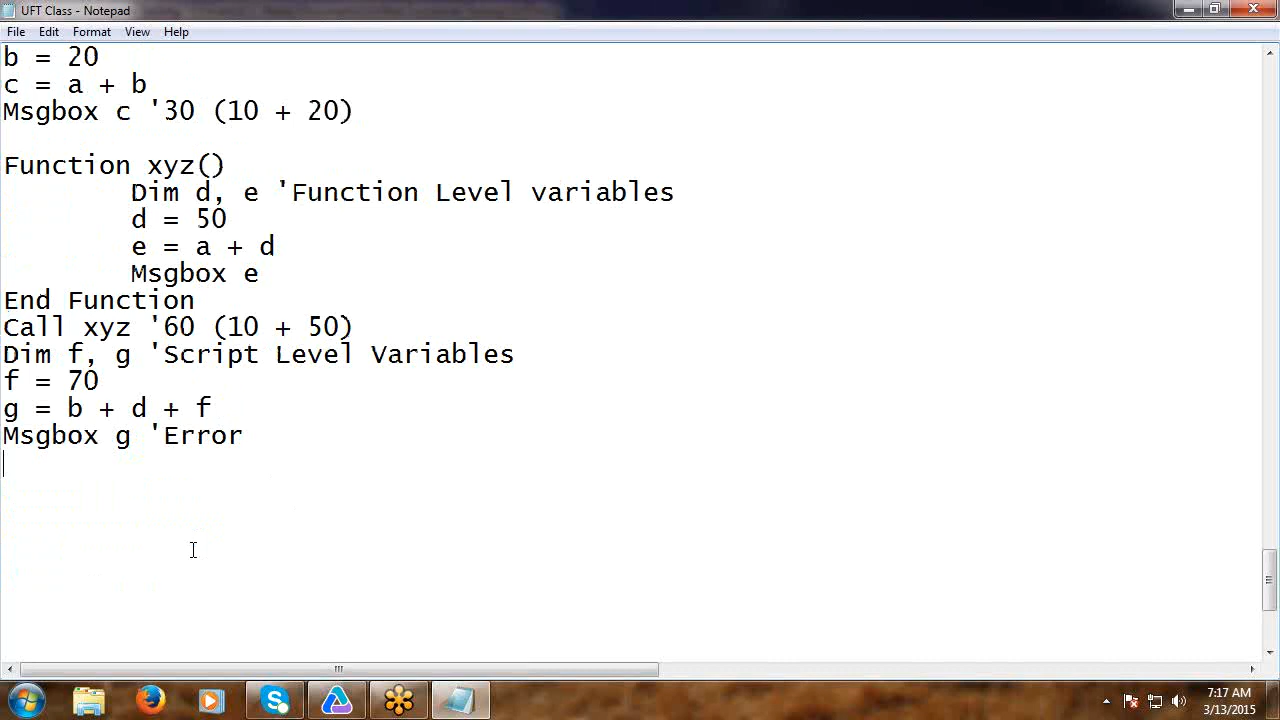 UFT Class - Notepad
File Edit Format View Help
b = 20
c = a + b
Msgbox c '30 (10 + 20)
Function xyz()
Dim d, e 'Function Level variables
d = 50
e = a + d
Msgbox e
End Function
Call xyz '60 (10 + 50)
Dim f, g 'Script Level Variables
f = 70
g = b + d + f
Msgbox g 'Error
7:17 AM
3/13/2015